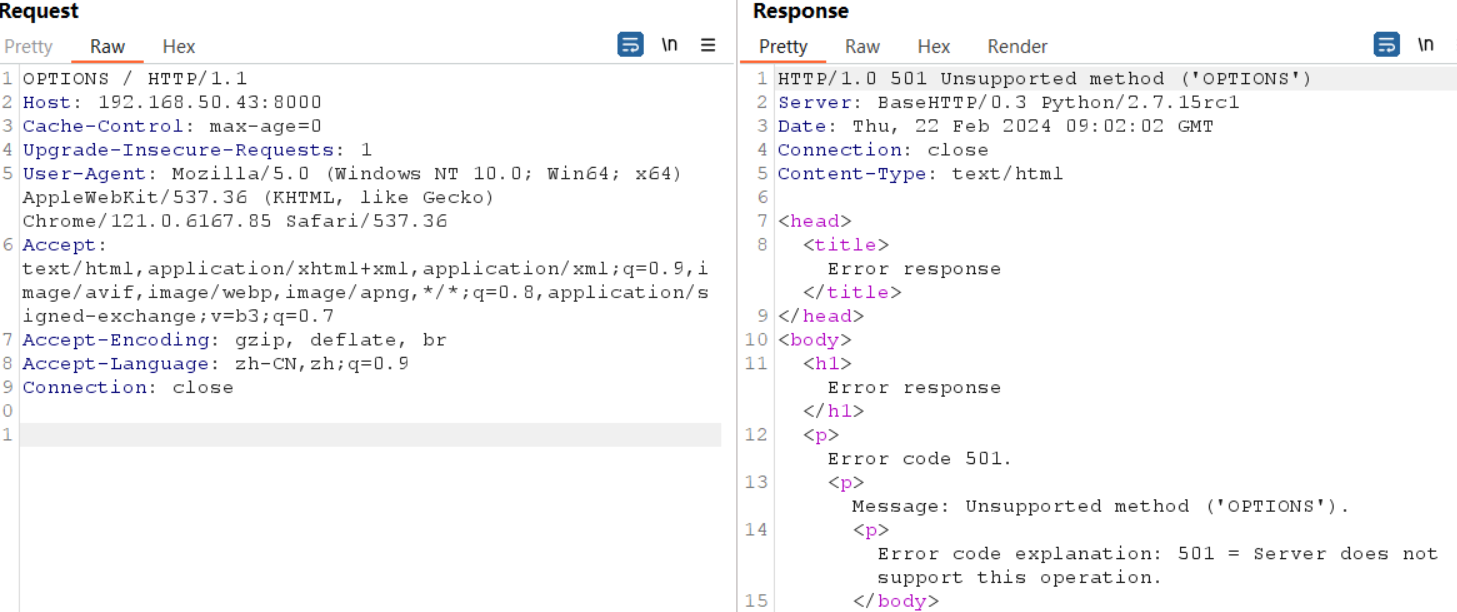 Request
Pretty Raw Hex \n
1 OPTIONS / HTTP/1.1
2 Host: 192.168.50.43:8000
3 Cache-Control: max-age=0
4 Upgrade-Insecure-Requests: 1
5 User-Agent: Mozilla/5.0 (Windows NT 10.0; Win64; x64)
AppleWebKit/537.36 (KHTML, like Gecko)
Chrome/121.0.6167.85 Safari/537.36
6 Accept:
text/html,application/xhtml+xml,application/xml;q=0.9,i
mage/avif,image/webp,image/apng,*/*;q=0.8,application/s
igned-exchange;v=b3;q=0.7
7 Accept-Encoding: gzip, deflate, br
8 Accept-Language: zh-CN,zh;q=0.9
9 Connection: close
0
1
Response
Pretty Raw Hex Render \n
1 HTTP/1.0 501 Unsupported method ('OPTIONS')
2 Server: BaseHTTP/0.3 Python/2.7.15rc1
3 Date: Thu, 22 Feb 2024 09:02:02 GMT
4 Connection: close
5 Content-Type: text/html
6
7 <head>
8 <title>
Error response
</title>
9 </head>
10 <body>
11 <h1>
Error response
</h1>
12 <p>
Error code 501.
13 <p>
Message: Unsupported method ('OPTIONS').
14 <p>
Error code explanation: 501 = Server does not
support this operation.
15 </body>